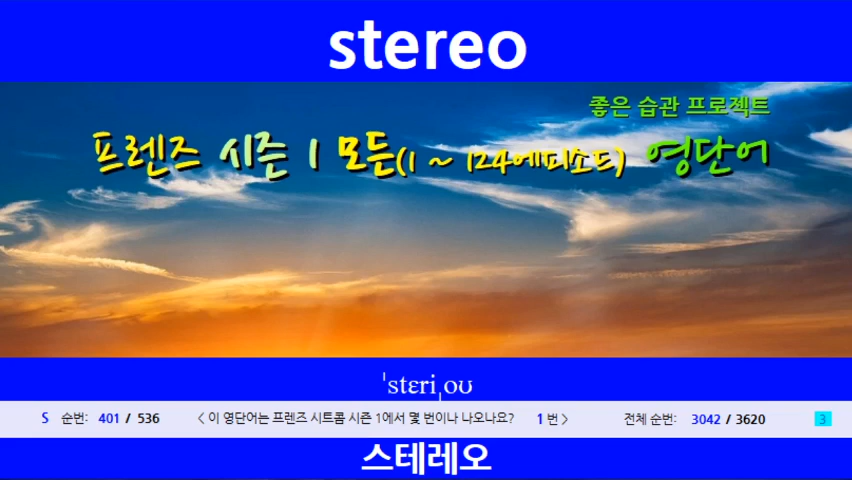 stereo
좋은 습관 프로젝트
프렌즈 시즌 1 모든(1 ~ 124에피소드) 영단어
ˈstɛriˌoʊ
S 순번: 401 / 536 < 이 영단어는 프렌즈 시트콤 시즌 1에서 몇 번이나 나오나요? 1 번 > 전체 순번: 3042 / 3620 3
스테레오